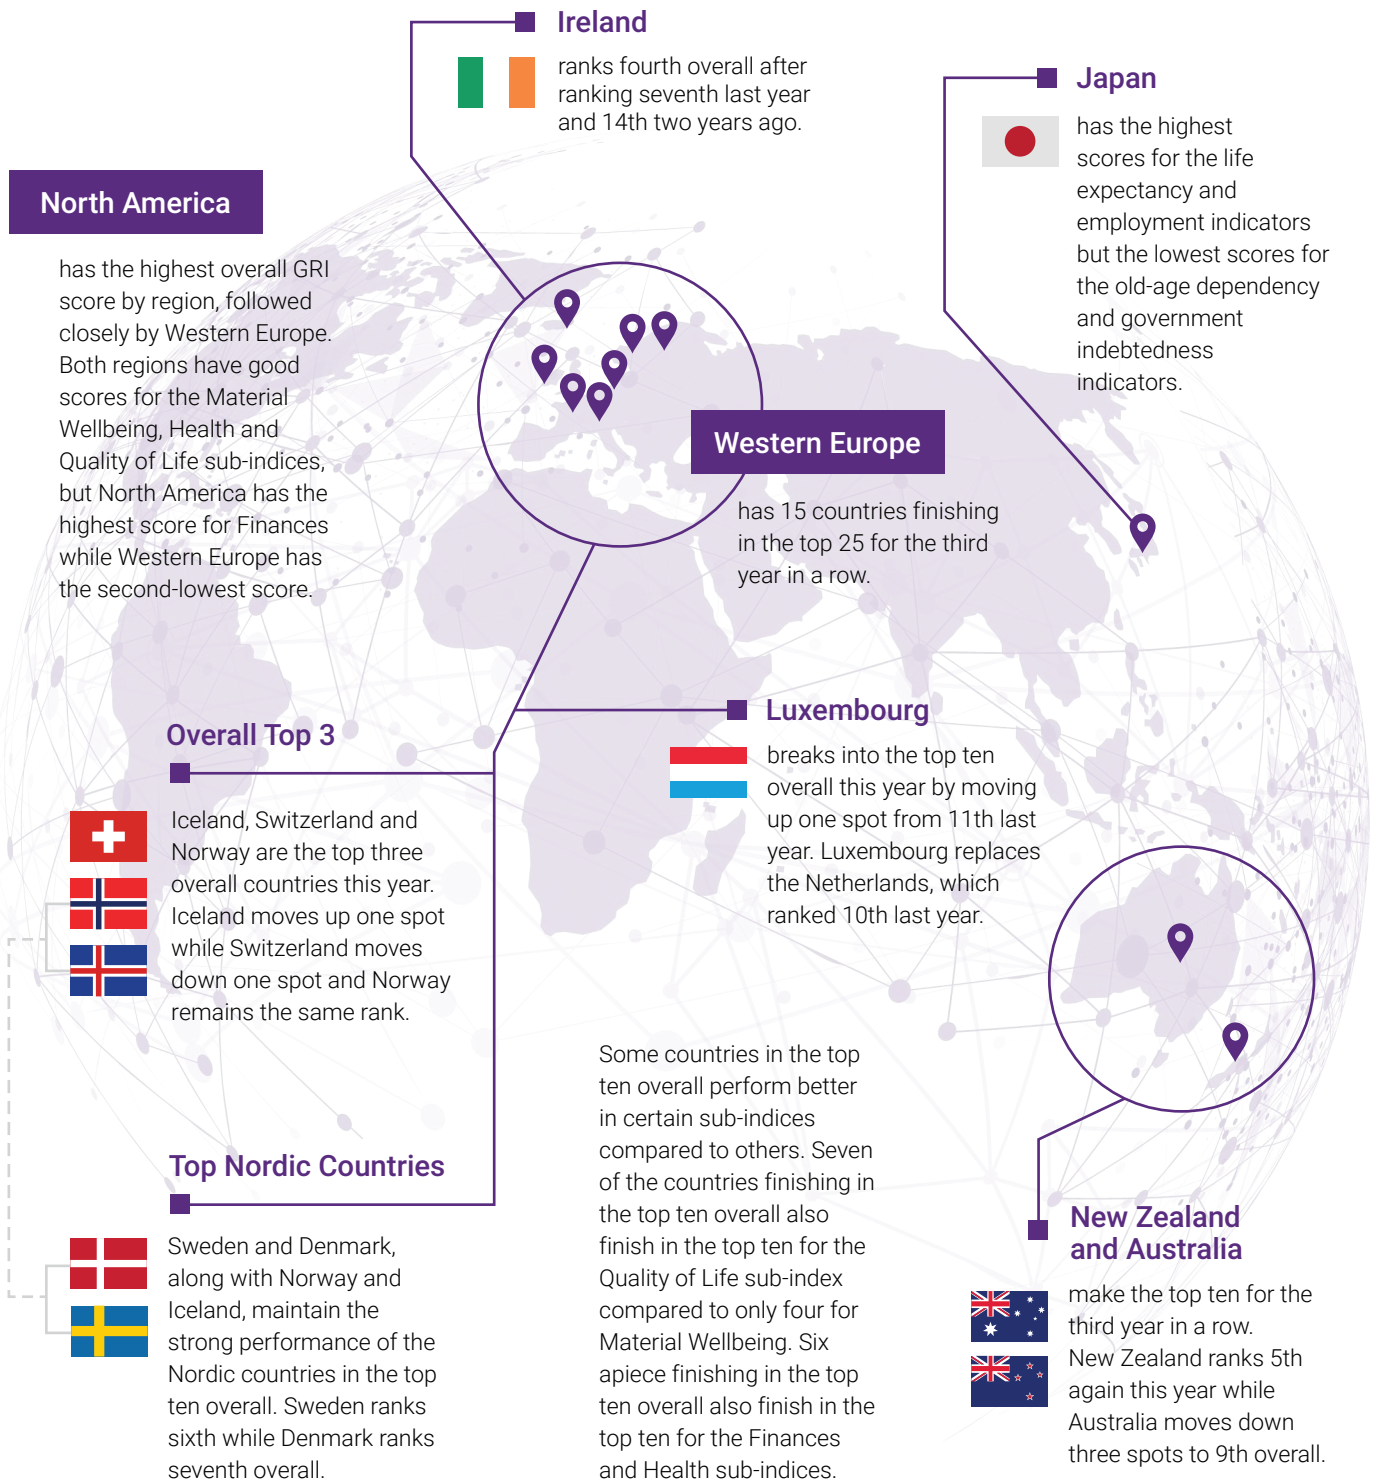 Ireland
ranks fourth overall after
ranking seventh last year
and 14th two years ago.
Japan
has the highest
scores for the life
expectancy and
employment indicators
but the lowest scores for
the old-age dependency
and government
indebtedness
indicators.
North America
has the highest overall GRI
score by region, followed
closely by Western Europe.
Both regions have good
scores for the Material
Wellbeing, Health and
Quality of Life sub-indices,
but North America has the
highest score for Finances
while Western Europe has
the second-lowest score.
Western Europe
has 15 countries finishing
in the top 25 for the third
year in a row.
Luxembourg
breaks into the top ten
overall this year by moving
up one spot from 11th last
year. Luxembourg replaces
the Netherlands, which
ranked 10th last year.
Overall Top 3
Iceland, Switzerland and
Norway are the top three
overall countries this year.
Iceland moves up one spot
while Switzerland moves
down one spot and Norway
remains the same rank.
Top Nordic Countries
Sweden and Denmark,
along with Norway and
Iceland, maintain the
strong performance of the
Nordic countries in the top
ten overall. Sweden ranks
sixth while Denmark ranks
seventh overall.
Some countries in the top
ten overall perform better
in certain sub-indices
compared to others. Seven
of the countries finishing in
the top ten overall also
finish in the top ten for the
Quality of Life sub-index
compared to only four for
Material Wellbeing. Six
apiece finishing in the top
ten overall also finish in the
top ten for the Finances
and Health sub-indices.
New Zealand
and Australia
make the top ten for the
third year in a row.
New Zealand ranks 5th
again this year while
Australia moves down
three spots to 9th overall.